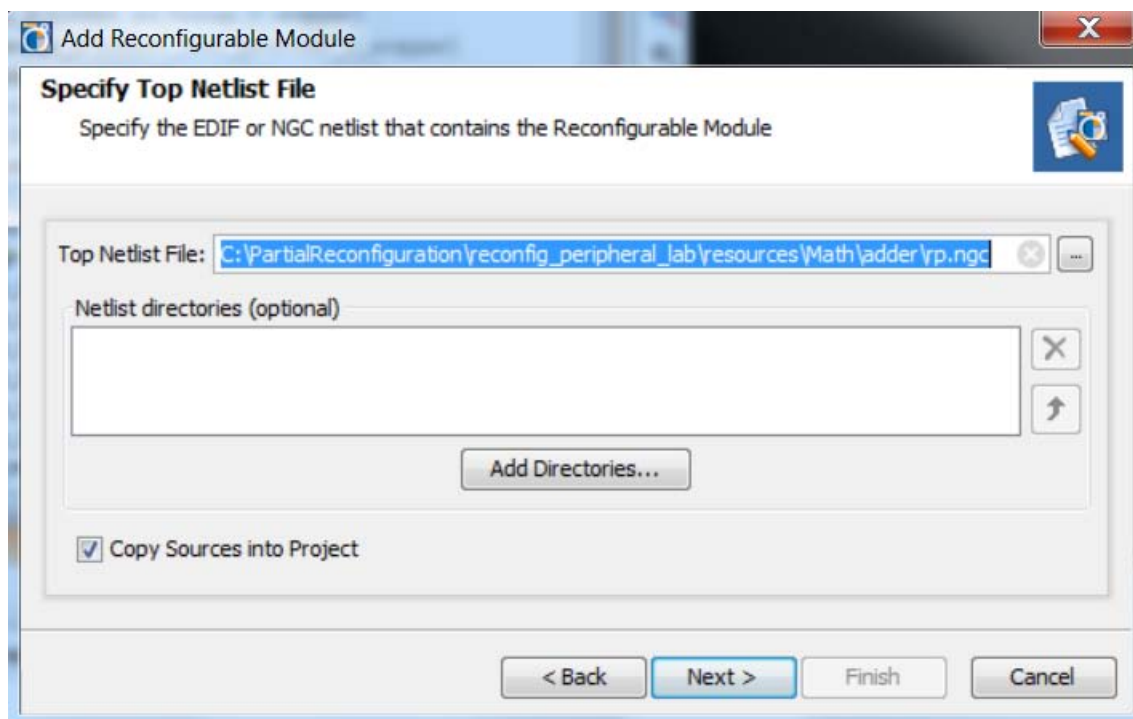 Add Reconfigurable Module
Specify Top Netlist File
Specify the EDIF or NGC netlist that contains the Reconfigurable Module
Top Netlist File: C:\PartialReconfiguration\reconfig_peripheral_lab\resources\Math\adder\rp.ngc ...
Netlist directories (optional)
Add Directories...
Copy Sources into Project
< Back Next > Finish Cancel